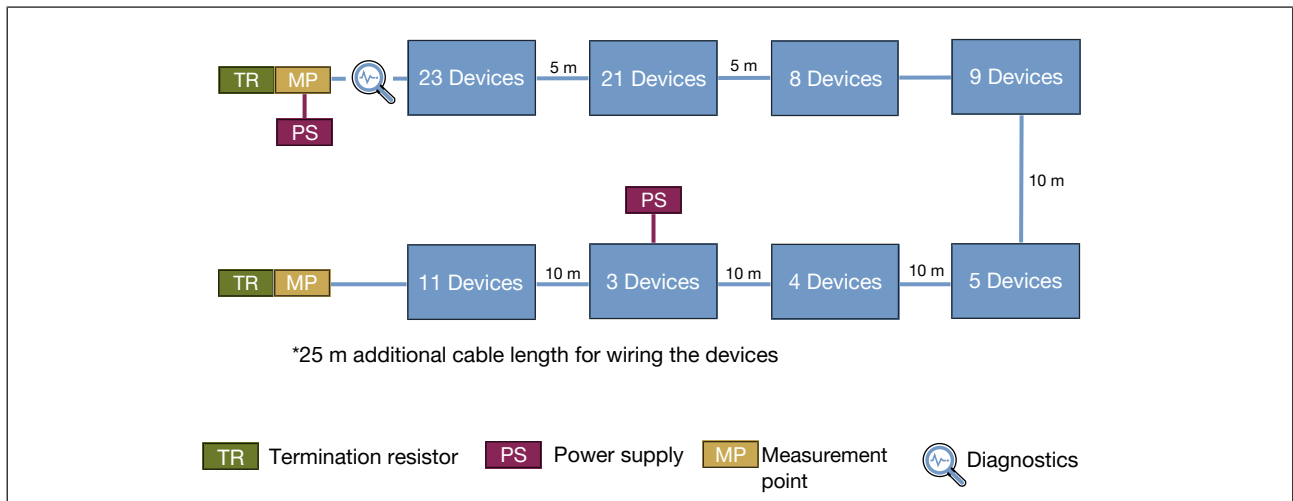 TR MP 23 Devices 5 m 21 Devices 5 m 8 Devices 9 Devices
PS
10 m
PS
TR MP 11 Devices 10 m 3 Devices 10 m 4 Devices 10 m 5 Devices
*25 m additional cable length for wiring the devices
TR Termination resistor PS Power supply MP Measurement Diagnostics
point